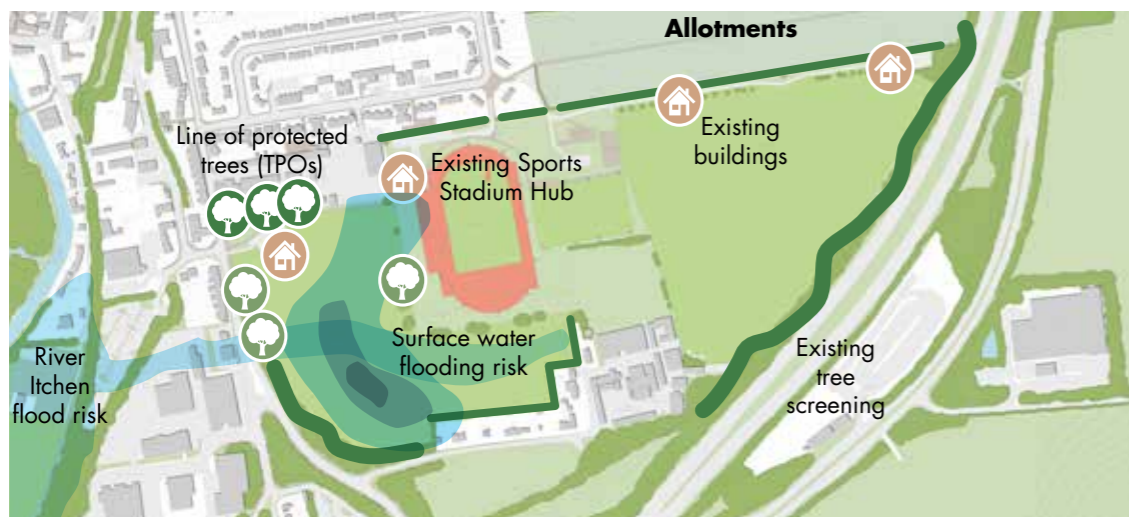 Allotments
Line of protected
trees (TPOs)
Existing Sports
Stadium Hub
Existing
buildings
River
Itchen
flood risk
Surface water
flooding risk
Existing
tree
screening